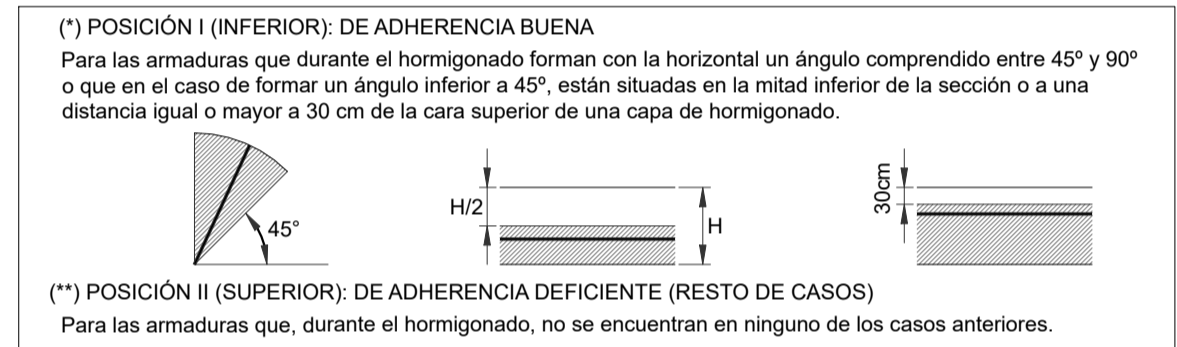 (*) POSICIÓN I (INFERIOR): DE ADHERENCIA BUENA
Para las armaduras que durante el hormigonado forman con la horizontal un ángulo comprendido entre 45º y 90º
o que en el caso de formar un ángulo inferior a 45º, están situadas en la mitad inferior de la sección o a una
distancia igual o mayor a 30 cm de la cara superior de una capa de hormigonado.
45°
H/2
H
30cm
(**) POSICIÓN II (SUPERIOR): DE ADHERENCIA DEFICIENTE (RESTO DE CASOS)
Para las armaduras que, durante el hormigonado, no se encuentran en ninguno de los casos anteriores.